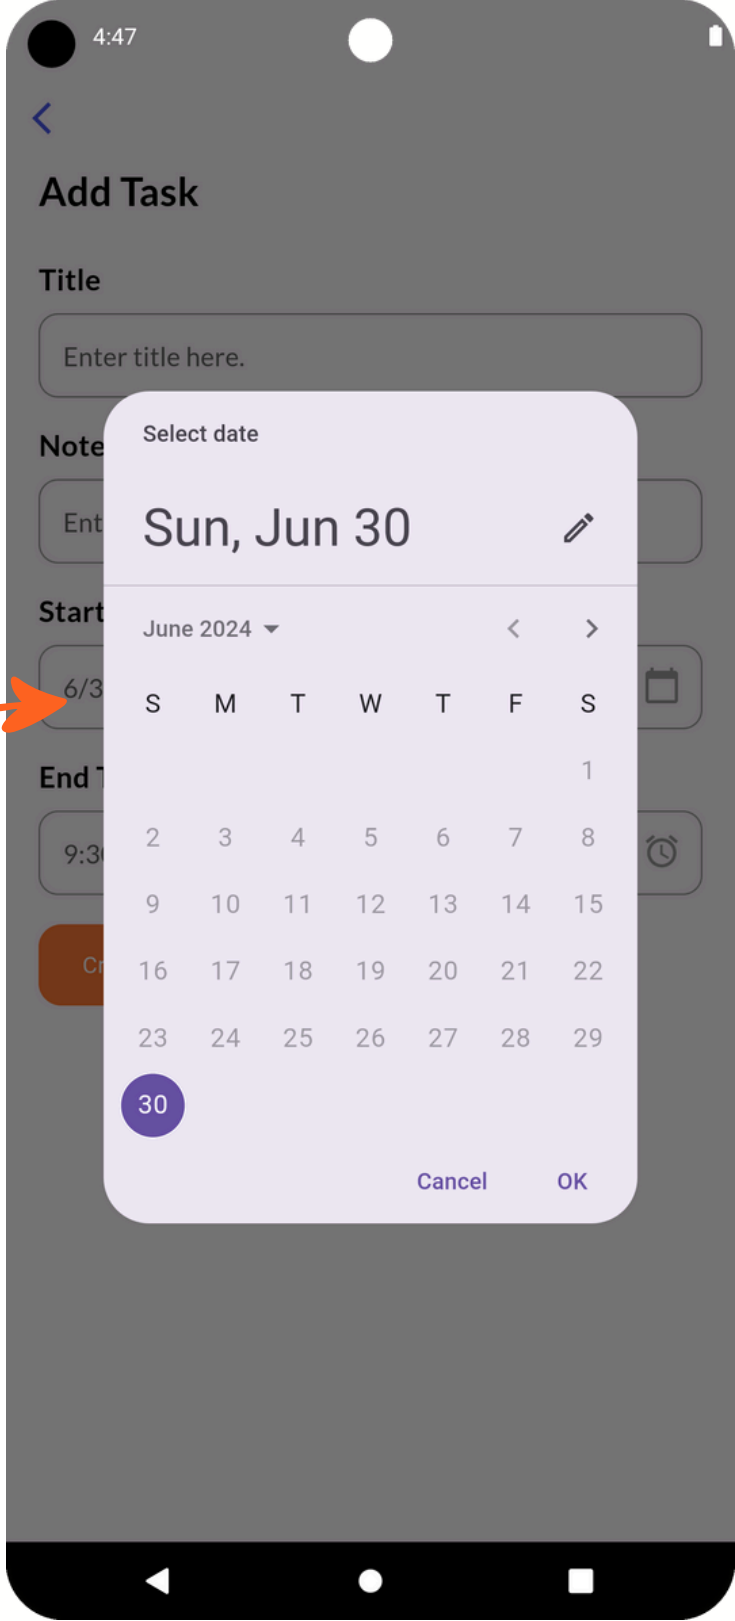 4:47
Add Task
Title
Enter title here.
Select date
Note
Ent
Sun, Jun 30
Start
June 2024
6/3
S M T W T F S
1
End
2 3 4 5 6 7 8
9:3
9 10 11 12 13 14 15
16 17 18 19 20 21 22
23 24 25 26 27 28 29
30
Cancel OK